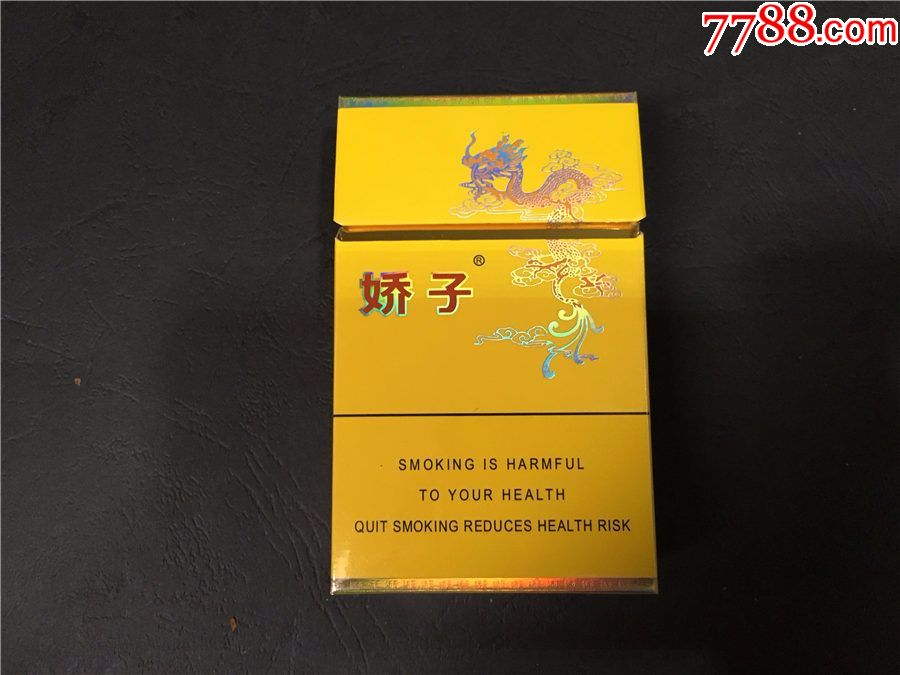 7788.com
娇子®
SMOKING IS HARMFUL
TO YOUR HEALTH
QUIT SMOKING REDUCES HEALTH RISK